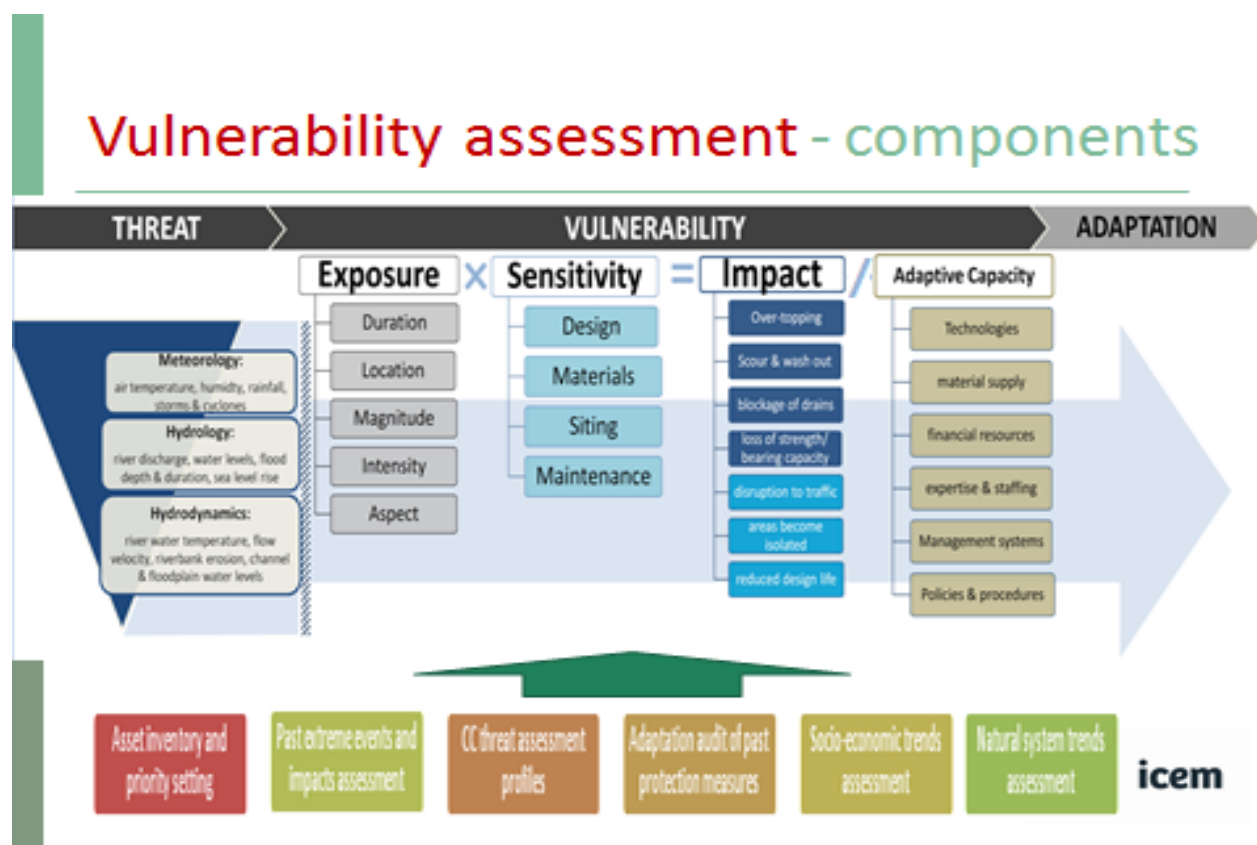 Vulnerability assessment - components
THREAT
VULNERABILITY
ADAPTATION
Exposure
x
Sensitivity
=
Impact
/
Adaptive Capacity
Meteorology:
air temperature, humidty, rainfall,
storms & cyclones
Hydrology:
river discharge, water levels, flood
depth & duration, sea level rise
Hydrodynamics:
river water temperature, flow
velocity, riverbank erosion, channel
& floodplain water levels
Duration
Location
Magnitude
Intensity
Aspect
Design
Materials
Siting
Maintenance
Over-topping
Scour & wash out
blockage of drains
loss of strength/
bearing capacity
disruption to traffic
areas become
isolated
reduced design life
Technologies
material supply
financial resources
expertise & staffing
Management systems
Policies & procedures
Asset inventory and
priority setting
Past extreme events and
impacts assessment
CC threat assessment
profiles
Adaptation audit of past
protection measures
Socio-economic trends
assessment
Natural system trends
assessment
icem